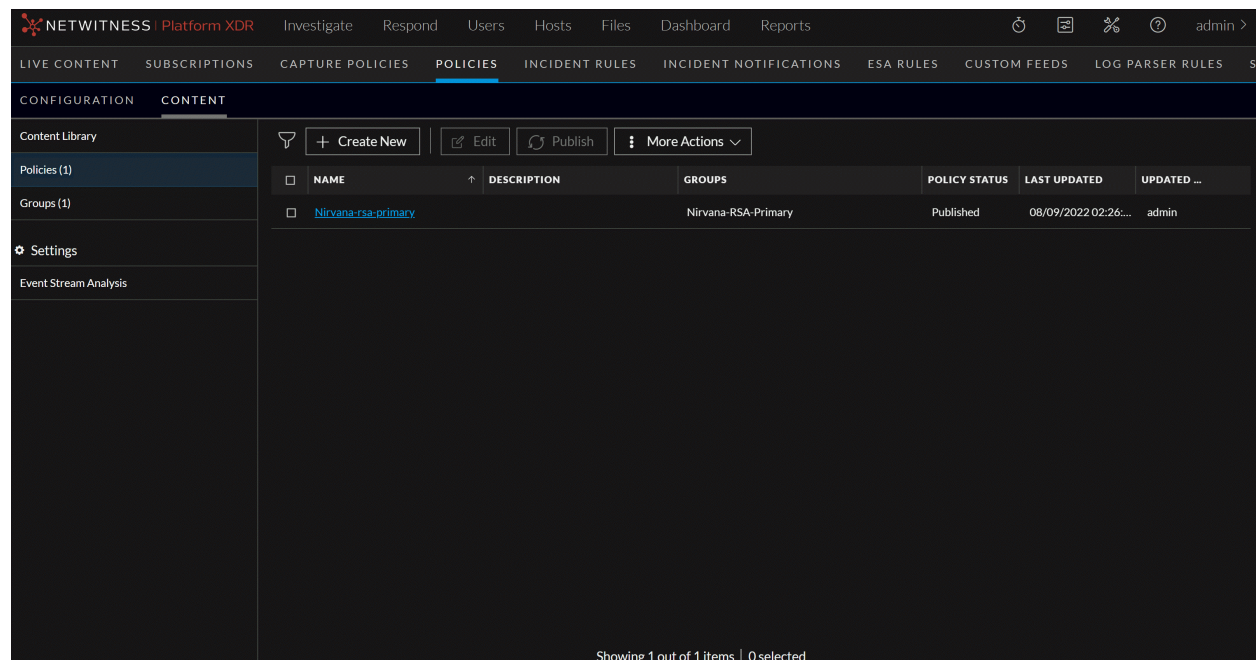 NETWITNESS | Platform XDR Investigate Respond Users Hosts Files Dashboard Reports admin
LIVE CONTENT SUBSCRIPTIONS CAPTURE POLICIES POLICIES INCIDENT RULES INCIDENT NOTIFICATIONS ESA RULES CUSTOM FEEDS LOG PARSER RULES S
CONFIGURATION CONTENT
Content Library
Policies (1)
Groups (1)
Settings
Event Stream Analysis
Create New Edit Publish More Actions
NAME DESCRIPTION GROUPS POLICY STATUS LAST UPDATED UPDATED ...
Nirvana-rsa-primary Nirvana-RSA-Primary Published 08/09/2022 02:26:... admin
Showing 1 out of 1 items | 0 selected